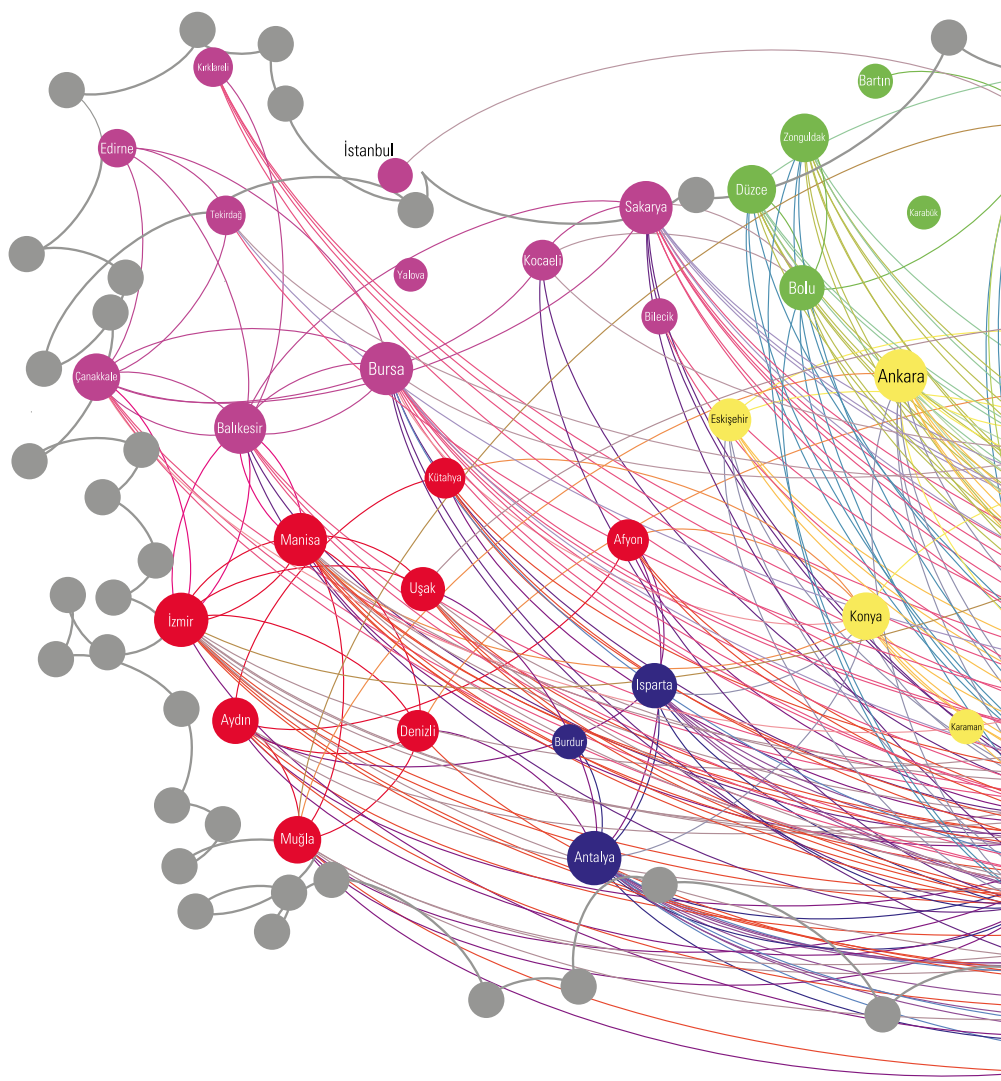 Kırklareli
Bartın
Zonguldak
Edirne
İstanbul
Düzce
Sakarya
Tekirdağ
Karabük
Kocaeli
Yalova
Bolu
Bilecik
Bursa
Çanakkale
Ankara
Eskişehir
Balıkesir
Kütahya
Manisa
Afyon
Uşak
Konya
İzmir
Isparta
Aydın
Karaman
Denizli
Burdur
Muğla
Antalya